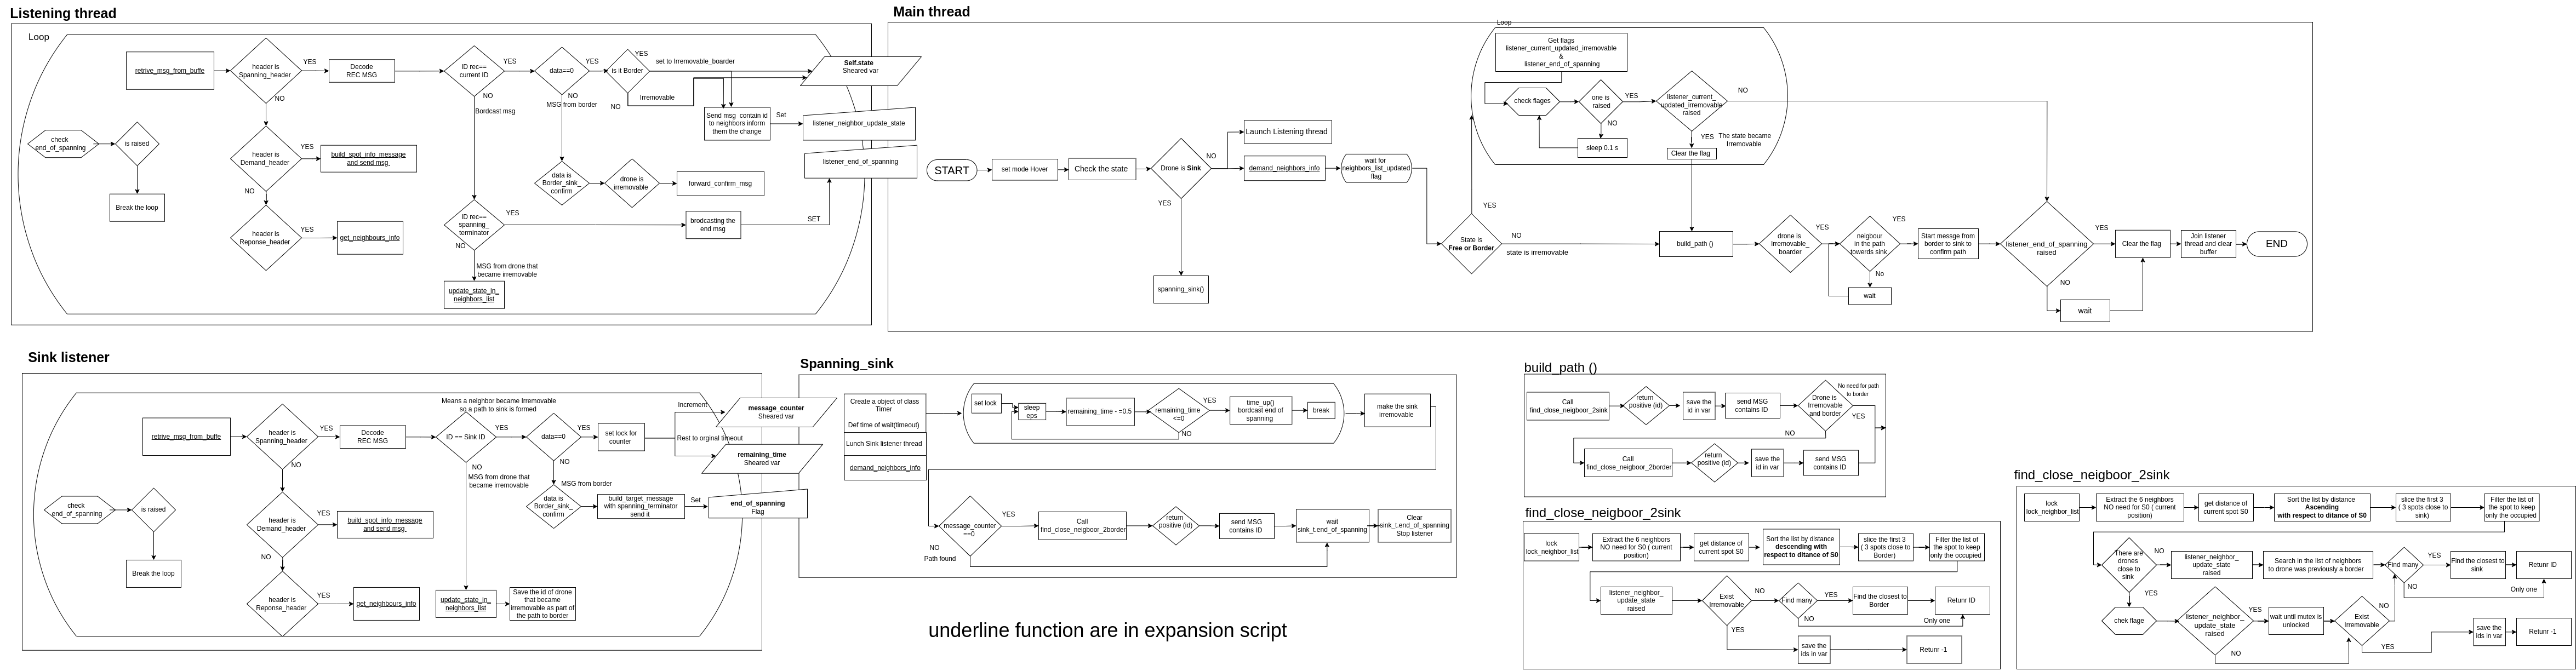 Listening thread
Loop
retrive_msg_from_buffe
header is
Spanning_header
YES
NO
Decode
REC MSG
ID rec==
current ID
YES
NO
Bordcast msg
data==0
YES
NO
MSG from border
is it Border
YES
set to Irremovable_boarder
NO
Irremovable
Self.state
Sheared var
Send msg contain id
to neighbors inform
them the change
Set
listener_neighbor_update_state
listener_end_of_spanning
check
end_of_spanning
is raised
Break the loop
header is
Demand_header
YES
NO
build_spot_info_message
and send msg
data is
Border_sink_
confirm
drone is
irremovable
forward_confirm_msg
header is
Reponse_header
YES
get_neighbours_info
ID rec==
spanning_
terminator
YES
NO
brodcasting the
end msg
SET
MSG from drone that
became irremovable
update_state_in_
neighbors_list
Main thread
START
set mode Hover
Check the state
Drone is Sink
NO
YES
Launch Listening thread
demand_neighbors_info
wait for
neighbors_list_updated
flag
spanning_sink()
Loop
Get flags
listener_current_updated_irremovable
&
listener_end_of_spanning
check flages
one is
raised
YES
NO
sleep 0.1 s
listener_current_
updated_irremovable
raised
NO
YES
The state became
Irremovable
Clear the flag
State is
Free or Border
YES
NO
state is irremovable
build_path ()
drone is
Irremovable_
boarder
YES
neigbour
in the path
towerds sink
YES
No
wait
Start messge from
border to sink to
confirm path
listener_end_of_spanning
raised
YES
NO
wait
Clear the flag
Join listener
thread and clear
buffer
END
Sink listener
retrive_msg_from_buffe
header is
Spanning_header
YES
NO
Decode
REC MSG
Means a neighbor became Irremovable
so a path to sink is formed
ID == Sink ID
YES
NO
MSG from drone that
became irremovable
data==0
YES
NO
MSG from border
set lock for
counter
Increment
Rest to orginal timeout
message_counter
Sheared var
remaining_time
Sheared var
check
end_of_spanning
is raised
Break the loop
header is
Demand_header
YES
NO
build_spot_info_message
and send msg
data is
Border_sink_
confirm
build_target_message
with spanning_terminator
send it
Set
end_of_spanning
Flag
header is
Reponse_header
YES
get_neighbours_info
update_state_in_
neighbors_list
Save the id of drone
that became
irremovable as part of
the path to border
Spanning_sink
Create a object of class
Timer
Def time of wait(timeout)
Lunch Sink listener thread
demand_neighbors_info
set lock
sleep
eps
remaining_time - =0.5
remaining_time
<=0
YES
NO
time_up()
bordcast end of
spanning
break
make the sink
irremovable
message_counter
==0
YES
NO
Path found
Call
find_close_neigboor_2border
return
positive (id)
send MSG
contains ID
wait
sink_t.end_of_spanning
Clear
sink_t.end_of_spanning
Stop listener
underline function are in expansion script
build_path ()
Call
find_close_neigboor_2sink
return
positive (id)
save the
id in var
send MSG
contains ID
Drone is
Irremovable
and border
No need for path
to border
YES
NO
Call
find_close_neigboor_2border
return
positive (id)
save the
id in var
send MSG
contains ID
find_close_neigboor_2sink
lock
lock_neighbor_list
Extract the 6 neighbors
NO need for S0 ( current
position)
get distance of
current spot S0
Sort the list by distance
descending with
respect to ditance of S0
slice the first 3
( 3 spots close to
Border)
Filter the list of
the spot to keep
only the occupied
listener_neighbor_
update_state
raised
Exist
Irremovable
NO
YES
Find many
YES
NO
Find the closest to
Border
Retunr ID
Only one
save the
ids in var
Retunr -1
find_close_neigboor_2sink
lock
lock_neighbor_list
Extract the 6 neighbors
NO need for S0 ( current
position)
get distance of
current spot S0
Sort the list by distance
Ascending
with respect to ditance of S0
slice the first 3
( 3 spots close to
sink)
Filter the list of
the spot to keep
only the occupied
There are
drones
close to
sink
NO
YES
listener_neighbor_
update_state
raised
Search in the list of neighbors
to drone was previously a border
Find many
YES
NO
Find the closest to
sink
Retunr ID
Only one
chek flage
listener_neighbor_
update_state
raised
YES
NO
wait until mutex is
unlocked
Exist
Irremovable
NO
YES
save the
ids in var
Retunr -1